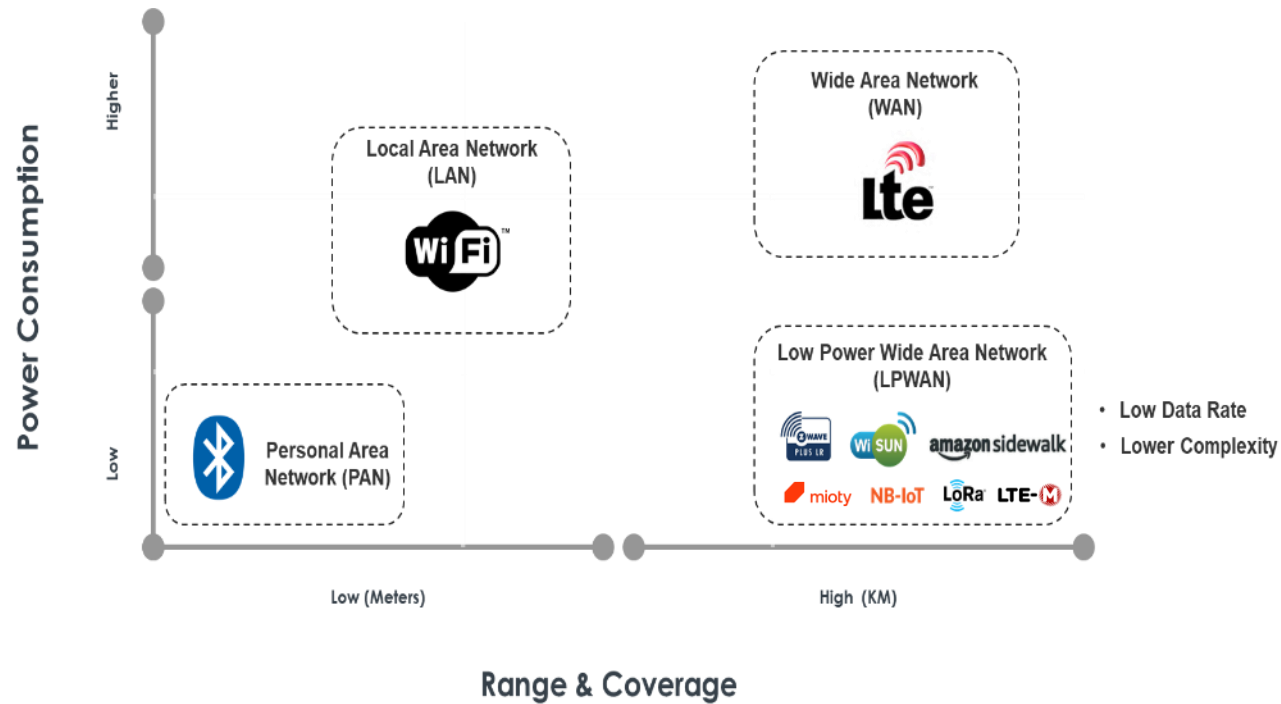 Power Consumption
Higher
Low
Wide Area Network
(WAN)
Lte
Local Area Network
(LAN)
WiFi™
Low Power Wide Area Network
(LPWAN)
Z WAVE
PLUS LR
Wi SUN
amazon sidewalk
mioty
NB-IoT
LoRa
LTE-M
• Low Data Rate
• Lower Complexity
Personal Area
Network (PAN)
Low (Meters)
High (KM)
Range & Coverage